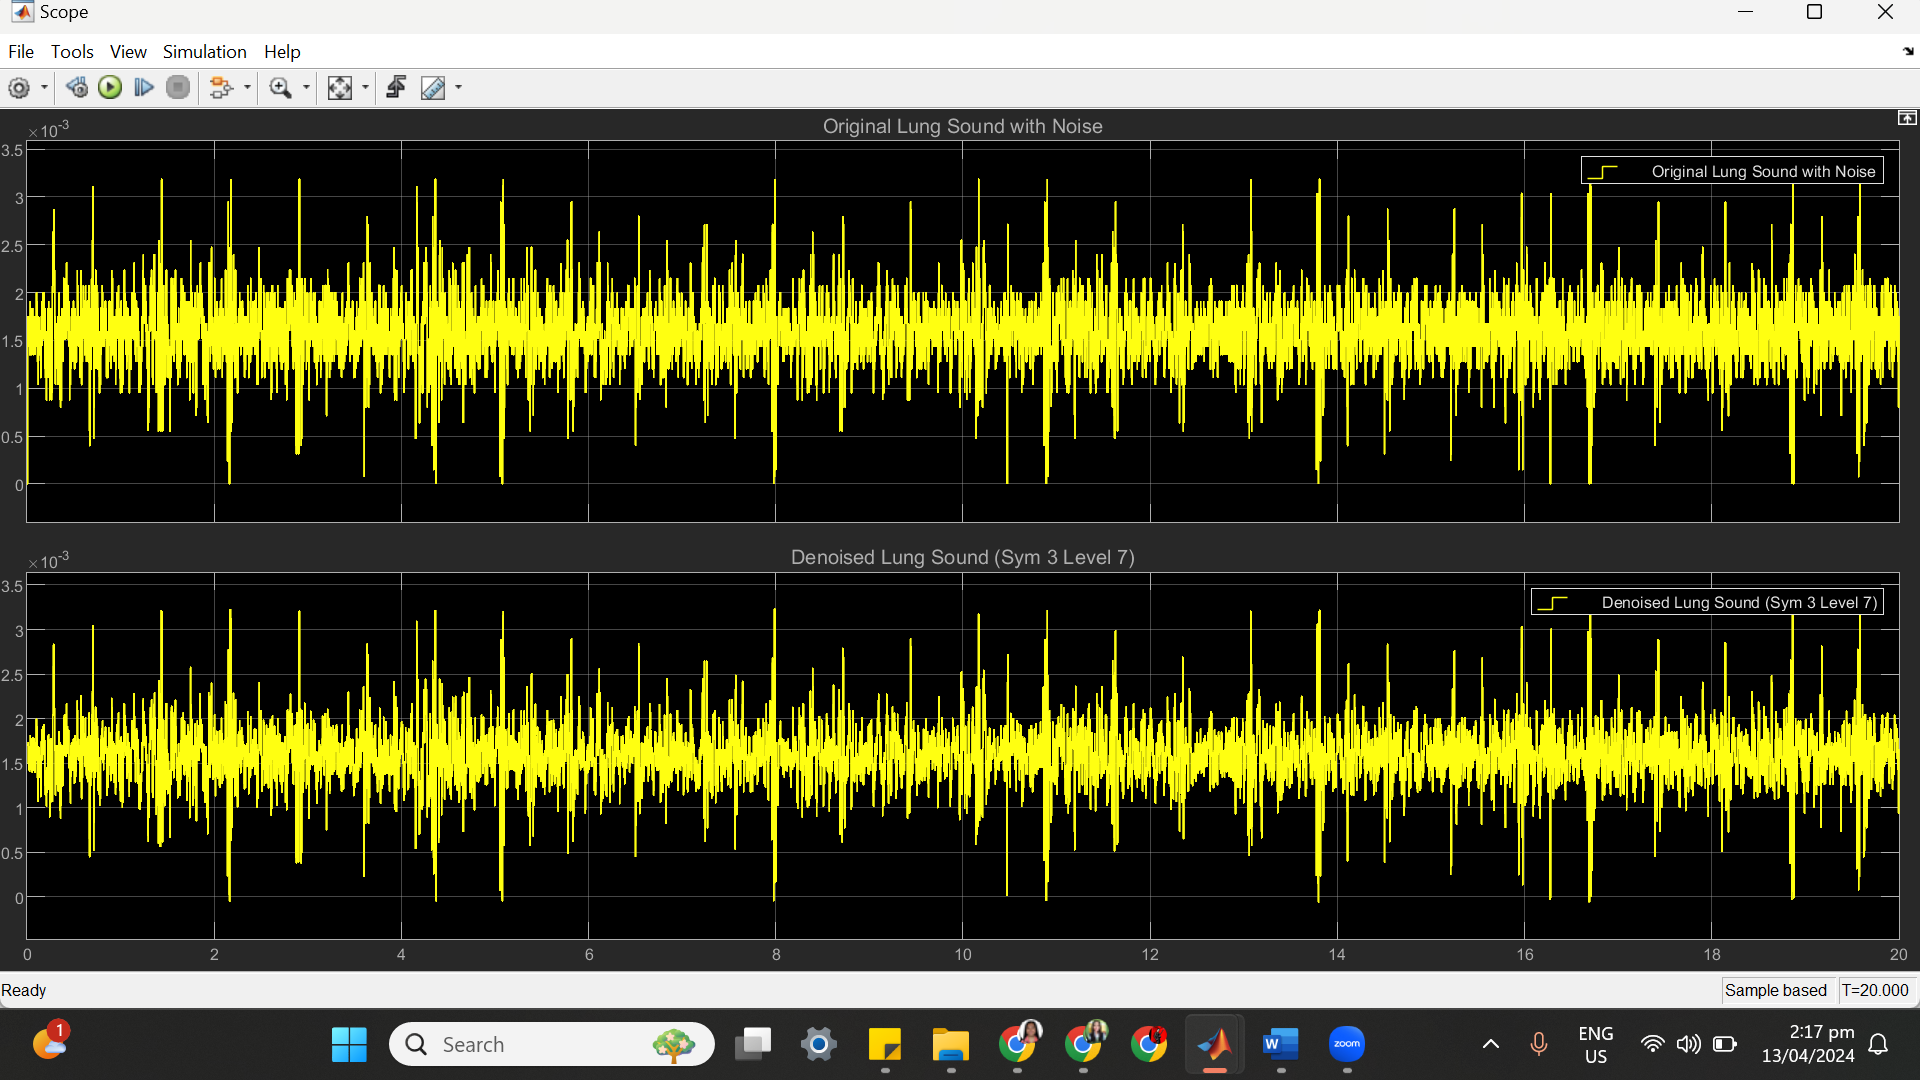 Scope
File Tools View Simulation Help
×10-3
Original Lung Sound with Noise
3.5
Original Lung Sound with Noise
3
2.5
2
1.5
1
0.5
0
×10-3
Denoised Lung Sound (Sym 3 Level 7)
3.5
Denoised Lung Sound (Sym 3 Level 7)
3
2.5
2
1.5
1
0.5
0
0 2 4 6 8 10 12 14 16 18 20
Ready
Sample based T=20.000
1
Search
W
zoom
ENG
US
2:17 pm
13/04/2024